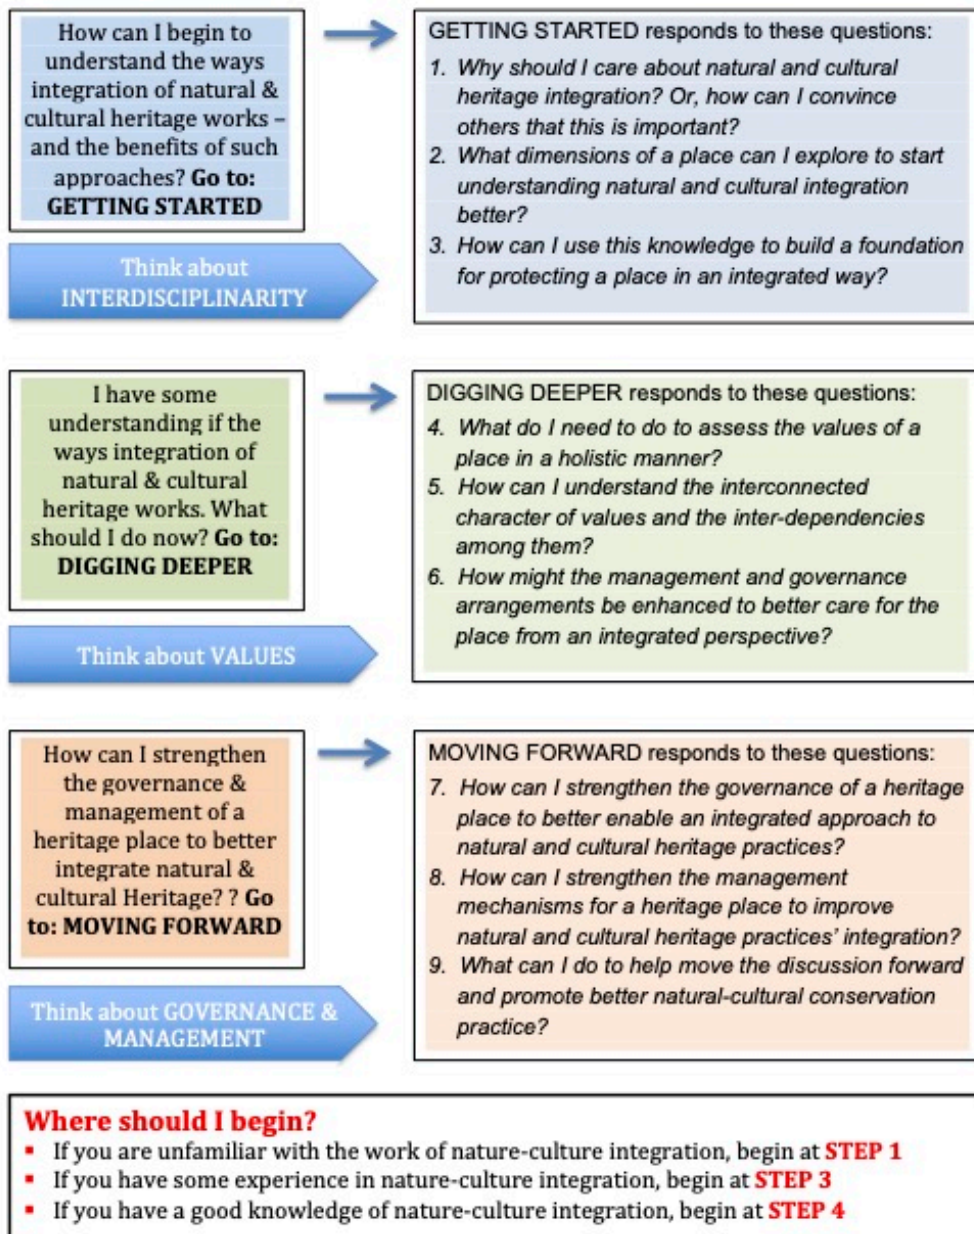 How can I begin to
understand the ways
integration of natural &
cultural heritage works –
and the benefits of such
approaches? Go to:
GETTING STARTED
Think about
INTERDISCIPLINARITY
GETTING STARTED responds to these questions:
1. Why should I care about natural and cultural
heritage integration? Or, how can I convince
others that this is important?
2. What dimensions of a place can I explore to start
understanding natural and cultural integration
better?
3. How can I use this knowledge to build a foundation
for protecting a place in an integrated way?
I have some
understanding if the
ways integration of
natural & cultural
heritage works. What
should I do now? Go to:
DIGGING DEEPER
Think about VALUES
DIGGING DEEPER responds to these questions:
4. What do I need to do to assess the values of a
place in a holistic manner?
5. How can I understand the interconnected
character of values and the inter-dependencies
among them?
6. How might the management and governance
arrangements be enhanced to better care for the
place from an integrated perspective?
How can I strengthen
the governance &
management of a
heritage place to better
integrate natural &
cultural Heritage? ? Go
to: MOVING FORWARD
Think about GOVERNANCE &
MANAGEMENT
MOVING FORWARD responds to these questions:
7. How can I strengthen the governance of a heritage
place to better enable an integrated approach to
natural and cultural heritage practices?
8. How can I strengthen the management
mechanisms for a heritage place to improve
natural and cultural heritage practices' integration?
9. What can I do to help move the discussion forward
and promote better natural-cultural conservation
practice?
Where should I begin?
▪ If you are unfamiliar with the work of nature-culture integration, begin at STEP 1
▪ If you have some experience in nature-culture integration, begin at STEP 3
▪ If you have a good knowledge of nature-culture integration, begin at STEP 4